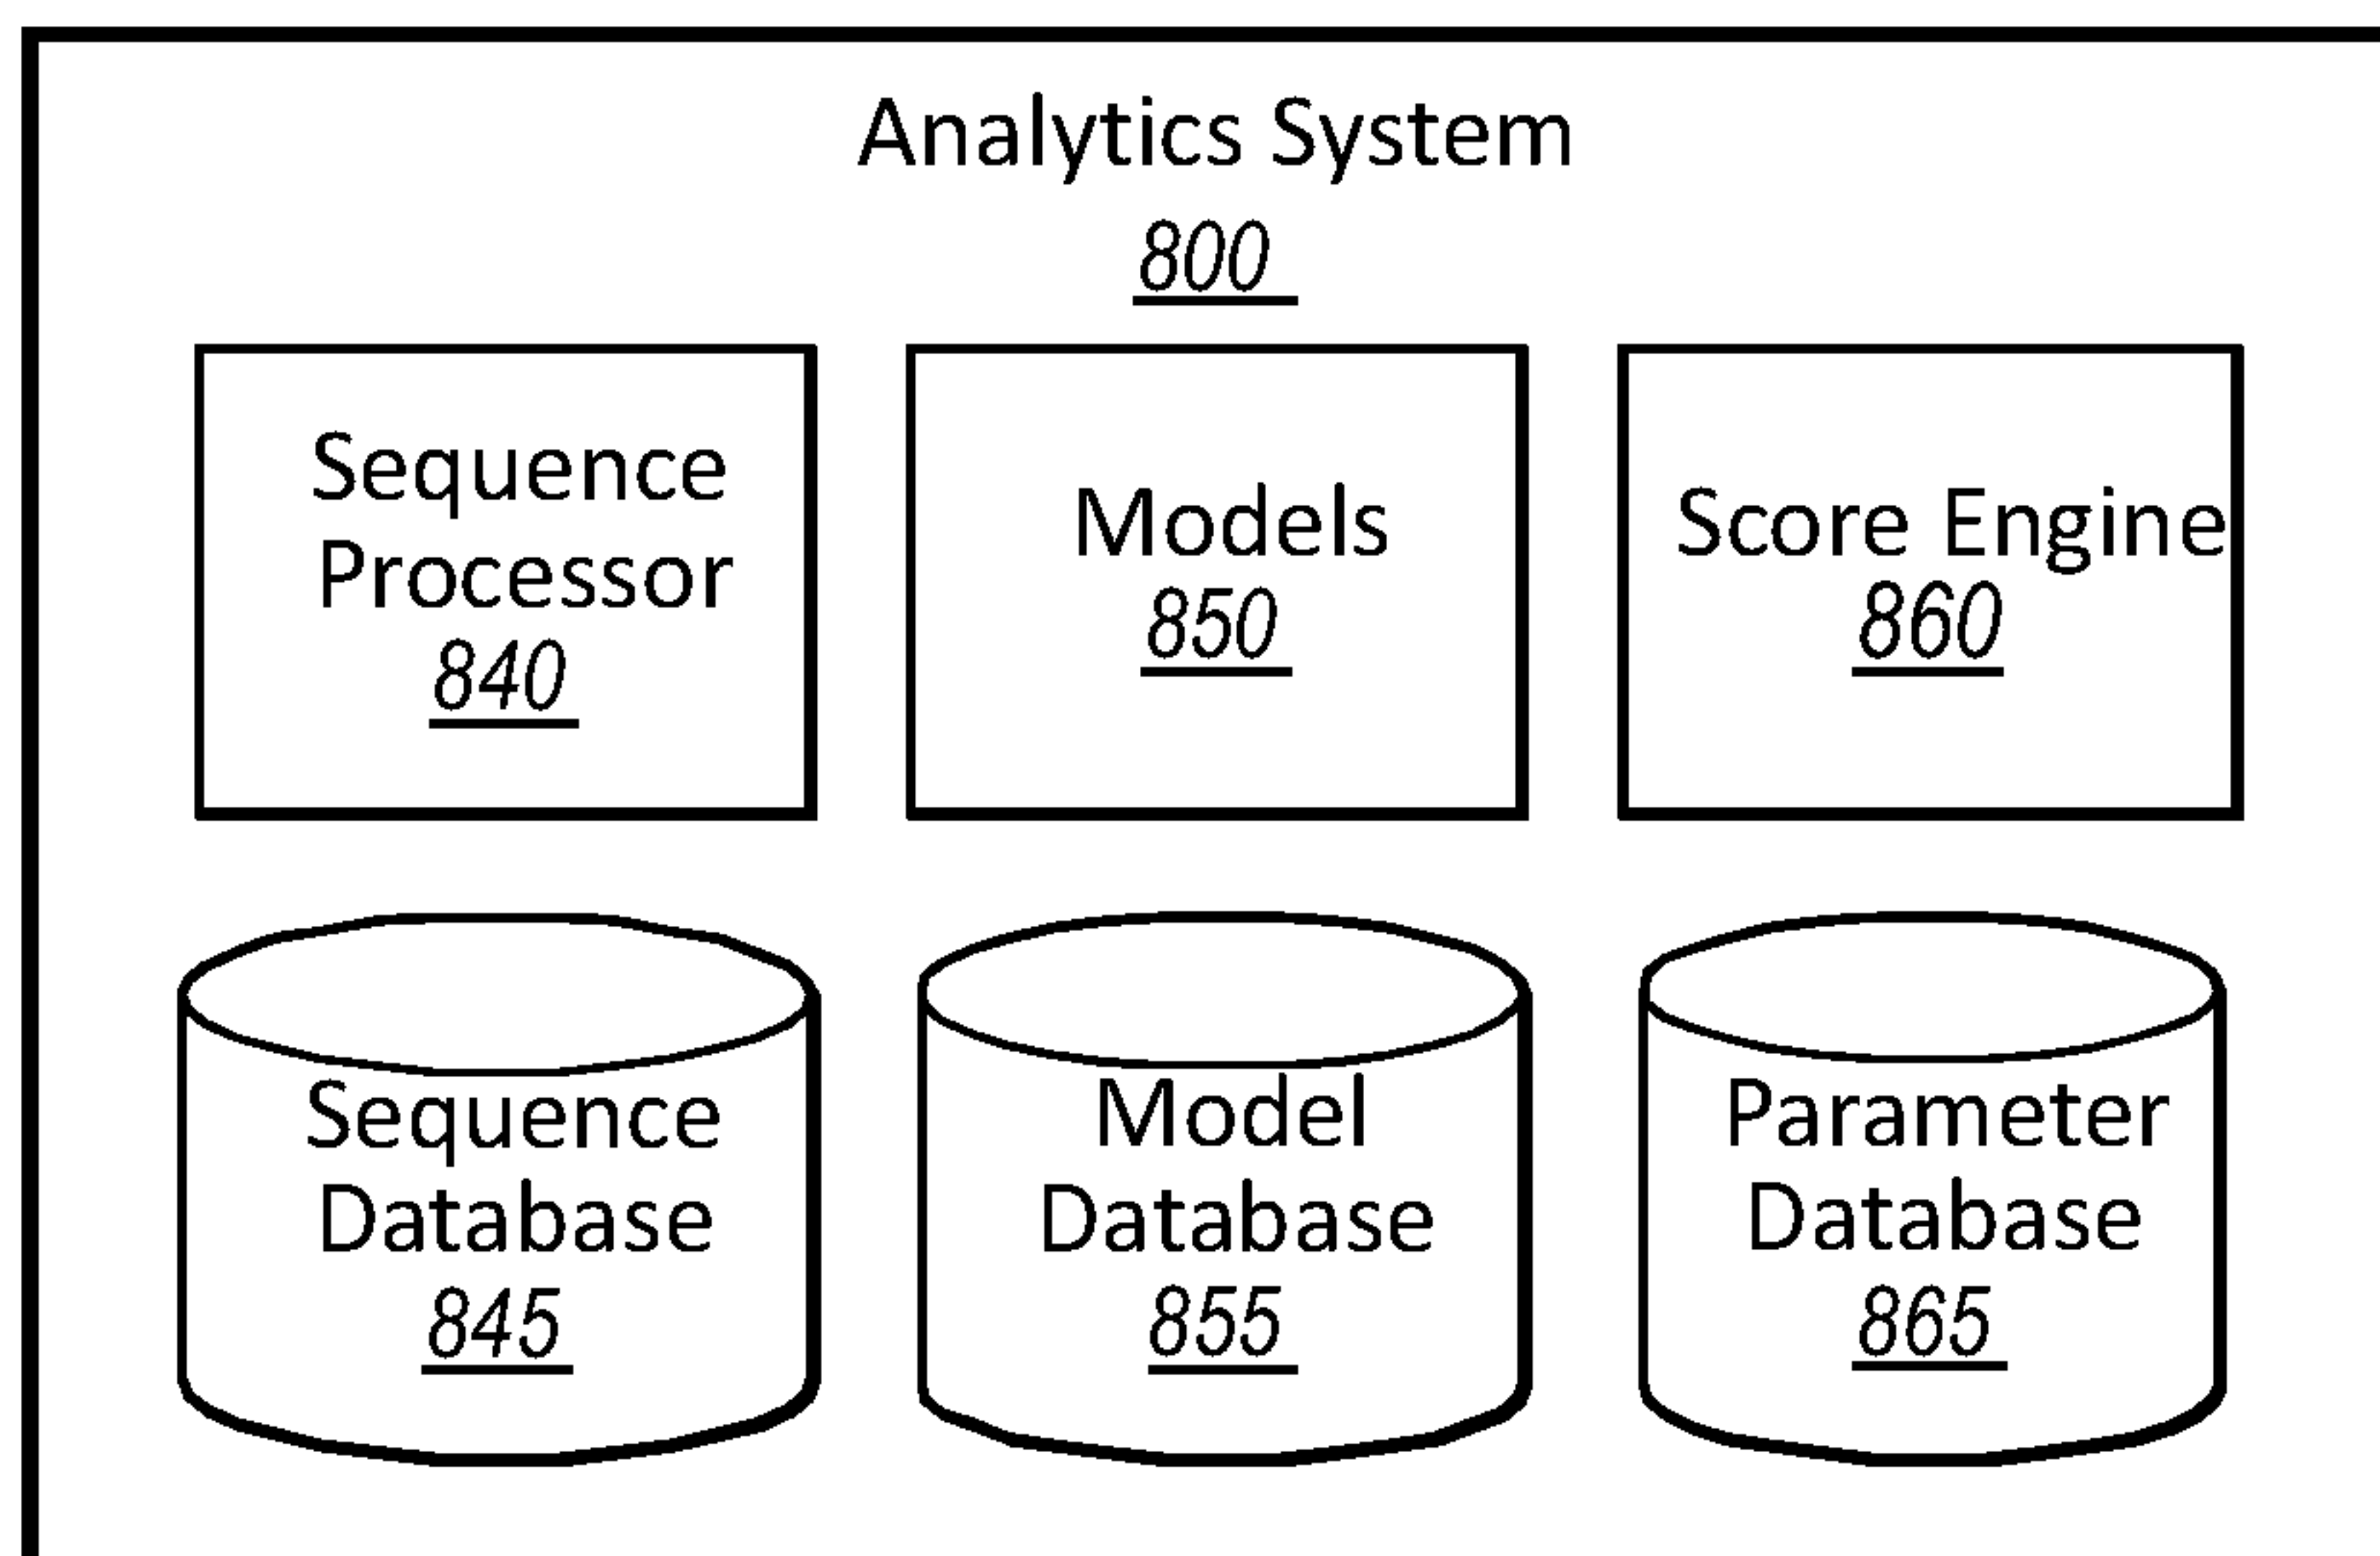 Analytics System
800
Sequence
Processor
840
Models
850
Score Engine
860
Sequence
Database
845
Model
Database
855
Parameter
Database
865